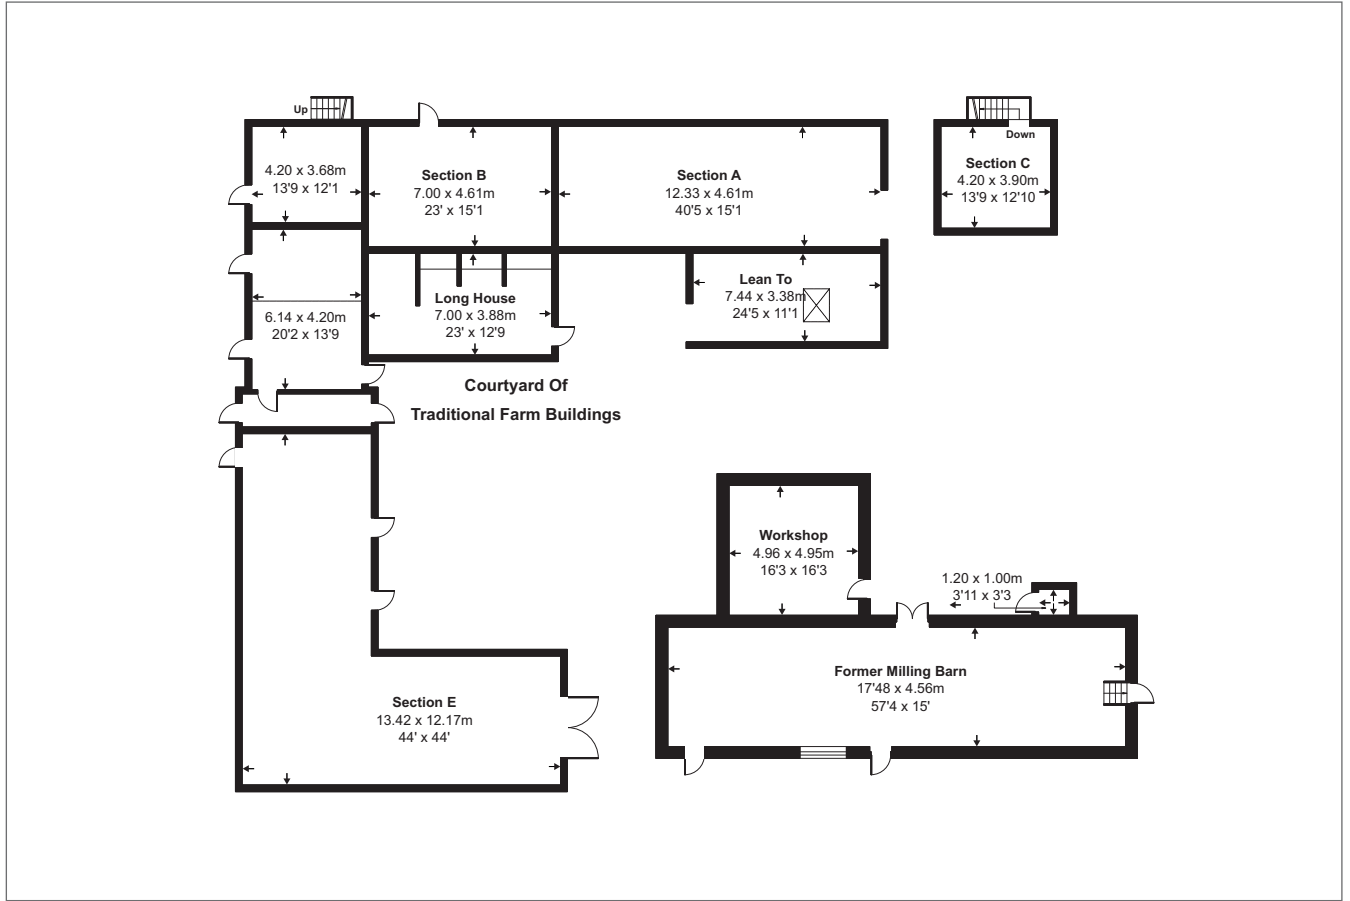 Up
4.20 x 3.68m
13'9 x 12'1
Section B
7.00 x 4.61m
23' x 15'1
Section A
12.33 x 4.61m
40'5 x 15'1
Down
Section C
4.20 x 3.90m
13'9 x 12'10
6.14 x 4.20m
20'2 x 13'9
Long House
7.00 x 3.88m
23' x 12'9
Lean To
7.44 x 3.38m
24'5 x 11'1
Courtyard Of
Traditional Farm Buildings
Workshop
4.96 x 4.95m
16'3 x 16'3
1.20 x 1.00m
3'11 x 3'3
Section E
13.42 x 12.17m
44' x 44'
Former Milling Barn
17'48 x 4.56m
57'4 x 15'